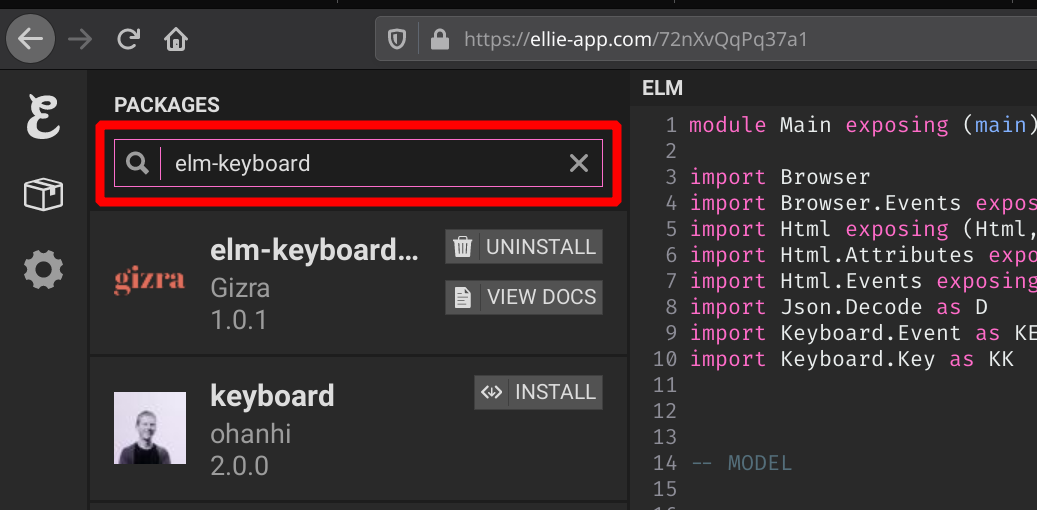 https://ellie-app.com/72nXvQqPq37a1
PACKAGES
elm-keyboard
elm-keyboard...
Gizra
1.0.1
UNINSTALL
VIEW DOCS
gizra
keyboard
ohanhi
2.0.0
INSTALL
ELM
1 module Main exposing (main)
2
3 import Browser
4 import Browser.Events expos
5 import Html exposing (Html,
6 import Html.Attributes expo
7 import Html.Events exposing
8 import Json.Decode as D
9 import Keyboard.Event as KE
10 import Keyboard.Key as KK
11
12
13
14 -- MODEL
15